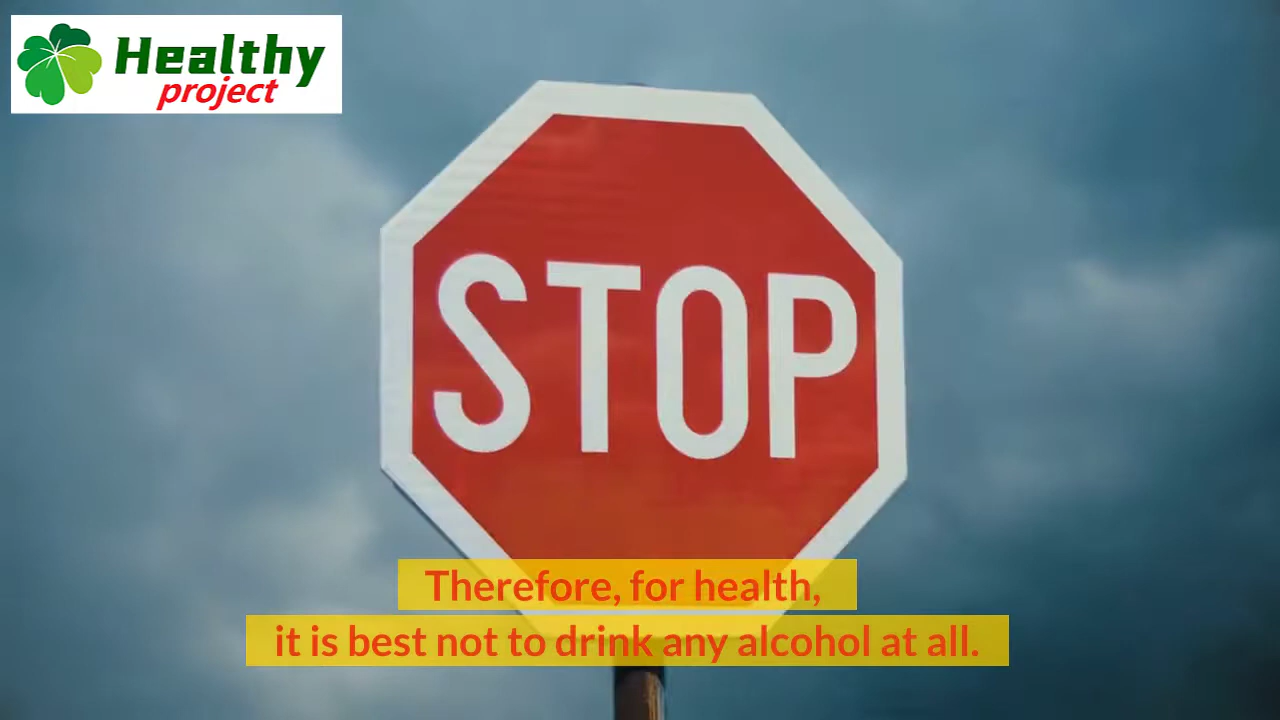 Healthy
project
STOP
Therefore, for health,
it is best not to drink any alcohol at all.